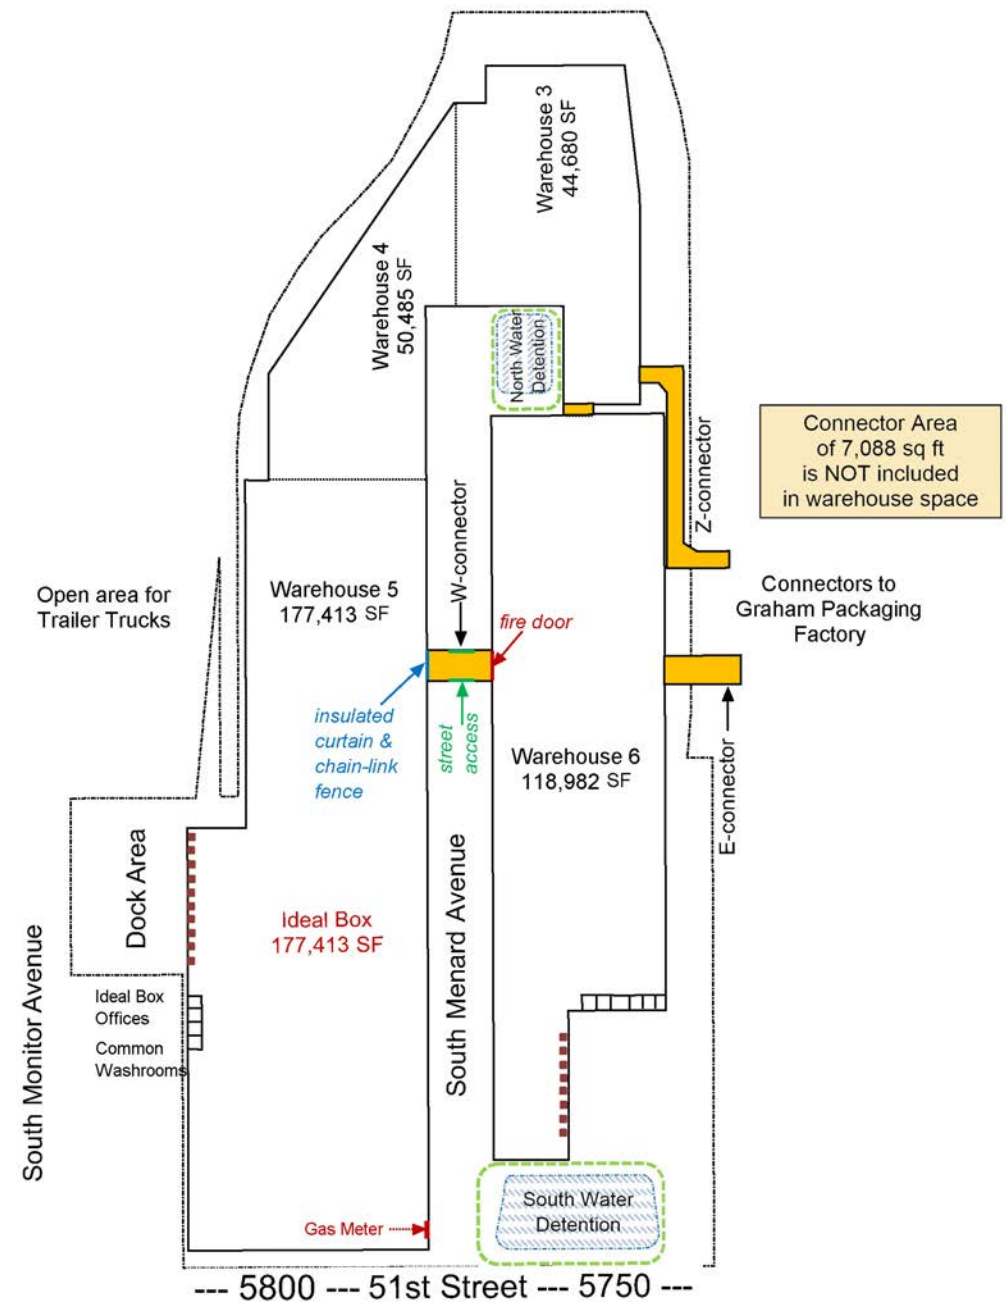 Warehouse 3
44,680 SF
Warehouse 4
50,485 SF
North Water
Detention
Connector Area
of 7,088 sq ft
is NOT included
in warehouse space
Z-connector
W-connector
Open area for
Trailer Trucks
Warehouse 5
177,413 SF
fire door
Connectors to
Graham Packaging
Factory
insulated
curtain &
chain-link
fence
street
access
Warehouse 6
118,982 SF
E-connector
Dock Area
Ideal Box
177,413 SF
South Menard Avenue
South Monitor Avenue
Ideal Box
Offices
Common
Washrooms
South Water
Detention
Gas Meter
--- 5800 --- 51st Street --- 5750 ---